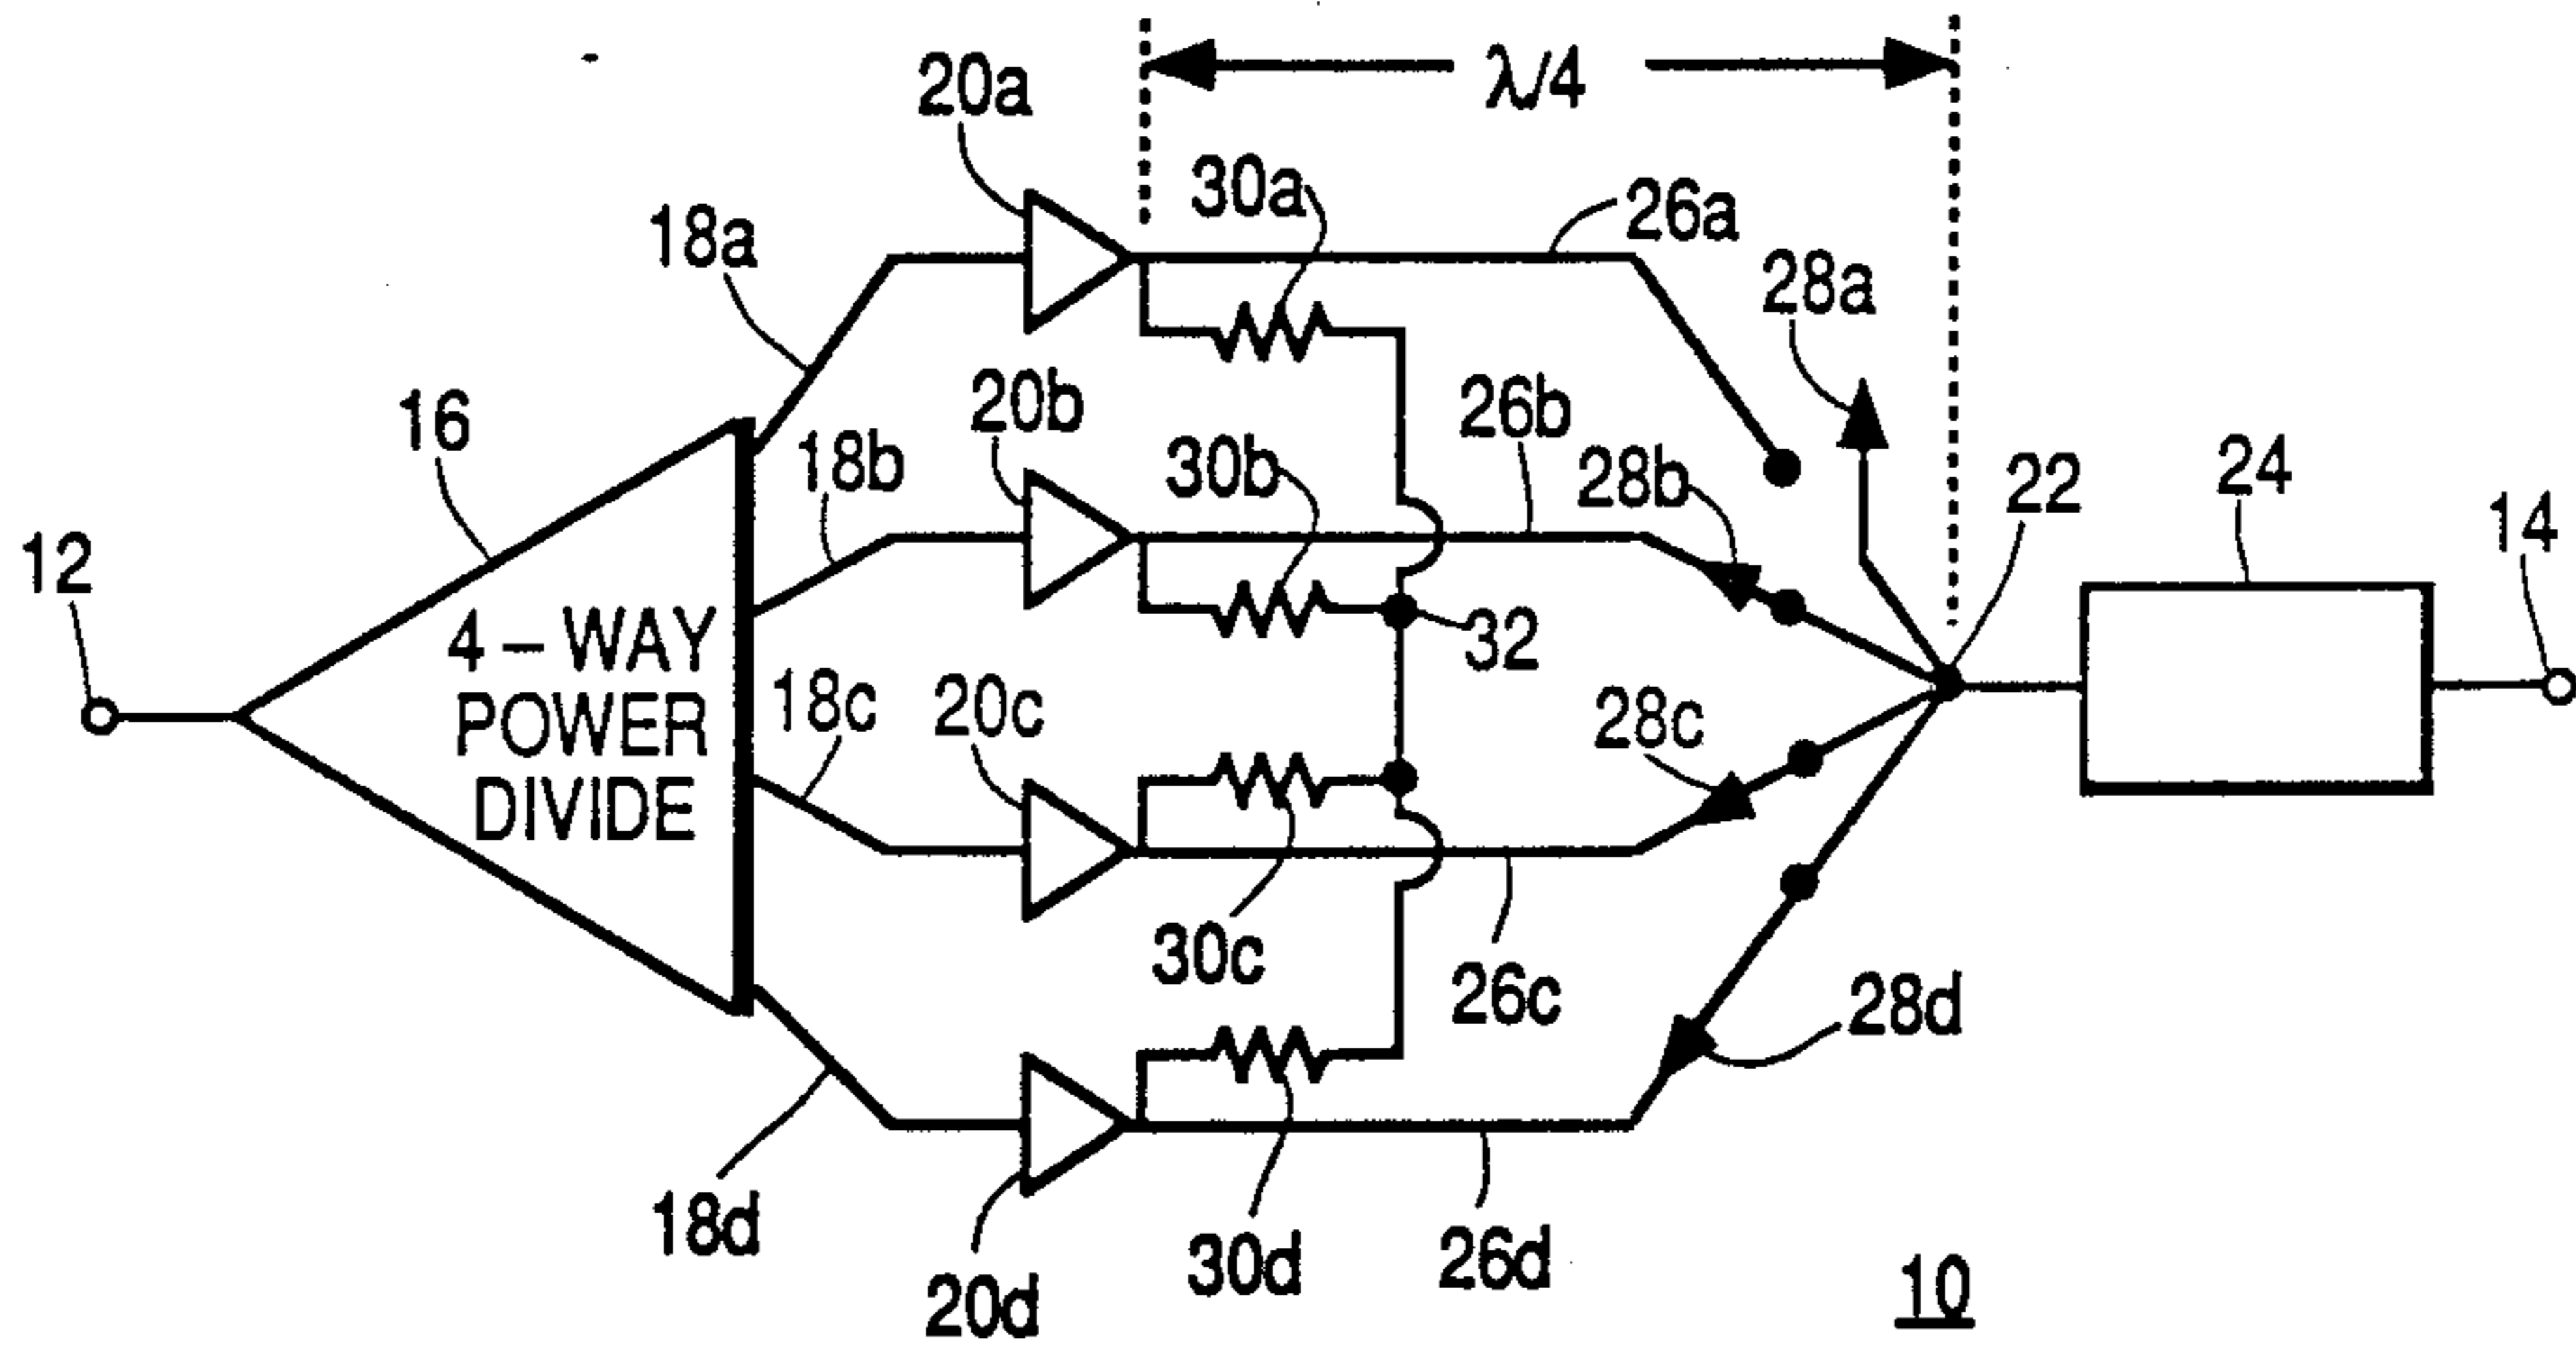 λ/4
20a
30a
26a
18a
28a
16
20b
26b
18b
30b
28b
22
24
14
12
4 – WAY
POWER
DIVIDE
32
18c
20c
28c
30c
26c
28d
18d
20d
30d
26d
10